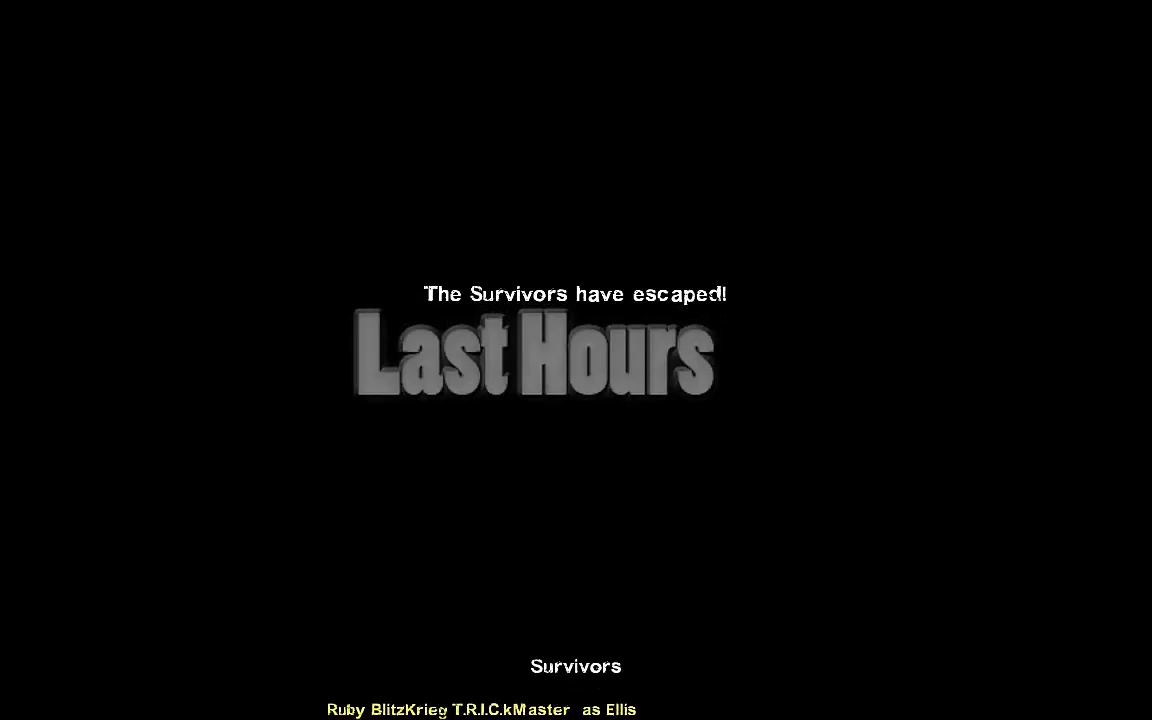 The Survivors have escaped!
Last Hours
Survivors
Ruby BlitzKrieg T.R.I.C.kMaster as Ellis